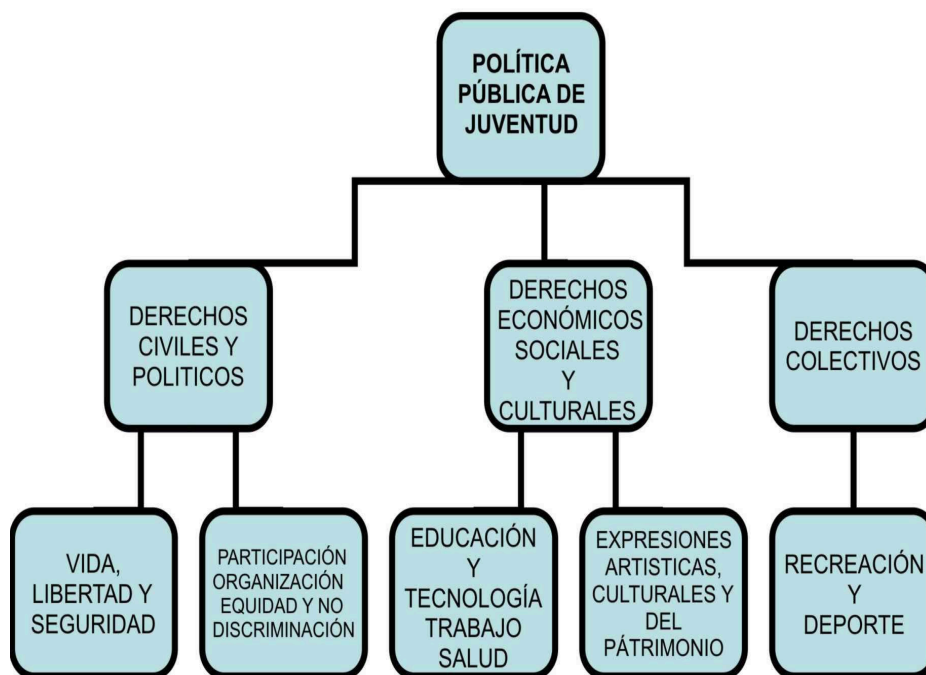 POLÍTICA
PÚBLICA DE
JUVENTUD
DERECHOS
CIVILES Y
POLITICOS
DERECHOS
ECONÓMICOS
SOCIALES
Y
CULTURALES
DERECHOS
COLECTIVOS
VIDA,
LIBERTAD Y
SEGURIDAD
PARTICIPACIÓN
ORGANIZACIÓN
EQUIDAD Y NO
DISCRIMINACIÓN
EDUCACIÓN
Y
TECNOLOGÍA
TRABAJO
SALUD
EXPRESIONES
ARTISTICAS,
CULTURALES Y
DEL
PÁTRIMONIO
RECREACIÓN
Y
DEPORTE